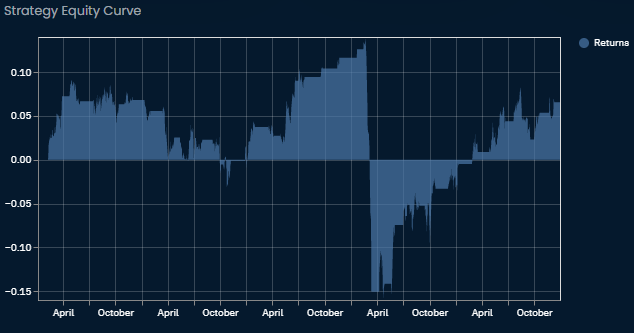 Strategy Equity Curve
Returns
0.10
0.05
0.00
−0.05
−0.10
−0.15
April October April October April October April October April October